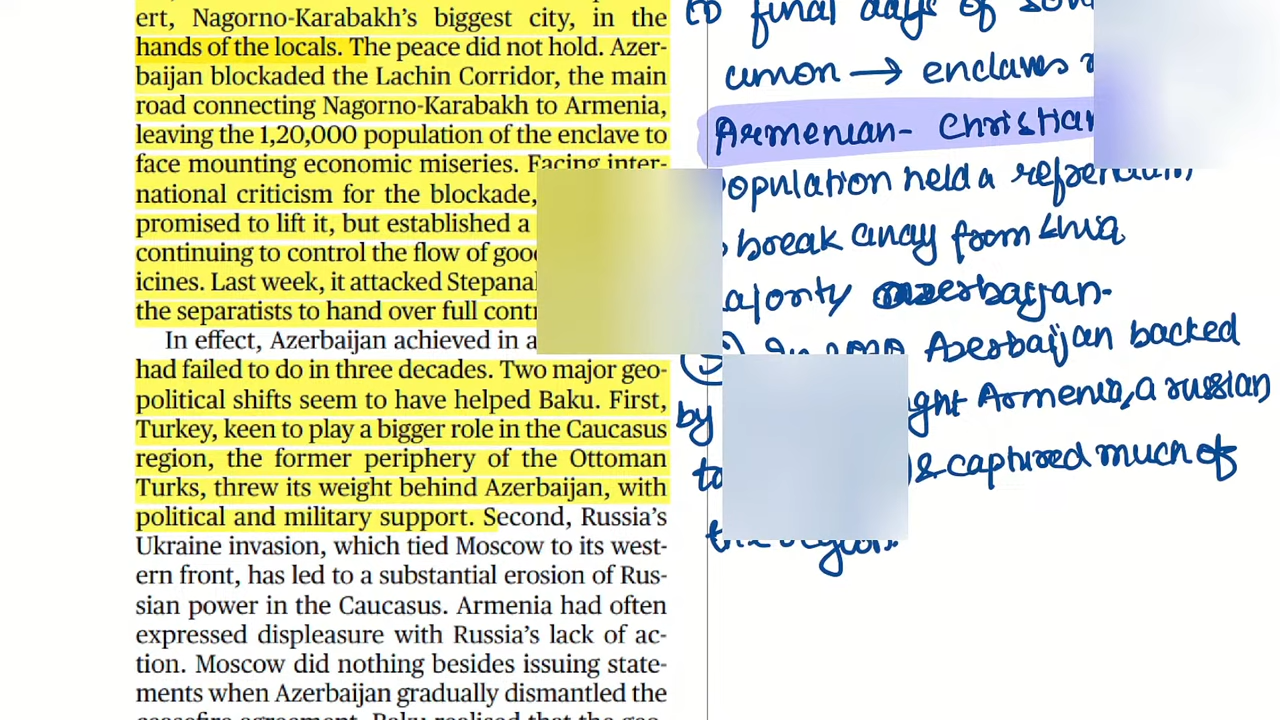 ert, Nagorno-Karabakh’s biggest city, in the
hands of the locals. The peace did not hold. Azer-
baijan blockaded the Lachin Corridor, the main
road connecting Nagorno-Karabakh to Armenia,
leaving the 1,20,000 population of the enclave to
face mounting economic miseries. Facing inter-
national criticism for the blockade,
promised to lift it, but established a
continuing to control the flow of
icines. Last week, it attacked
the separatists to hand over full
In effect, Azerbaijan achieved in
had failed to do in three decades. Two major geo-
political shifts seem to have helped Baku. First,
Turkey, keen to play a bigger role in the Caucasus
region, the former periphery of the Ottoman
Turks, threw its weight behind Azerbaijan, with
political and military support. Second, Russia’s
Ukraine invasion, which tied Moscow to its west-
ern front, has led to a substantial erosion of Rus-
sian power in the Caucasus. Armenia had often
expressed displeasure with Russia’s lack of ac-
tion. Moscow did nothing besides issuing state-
ments when Azerbaijan gradually dismantled the
final days of
union → enclaves
Armenian-
held a
break away from
azerbaijan-
Azerbaijan backed
by Armenia, a russian
& captured much of